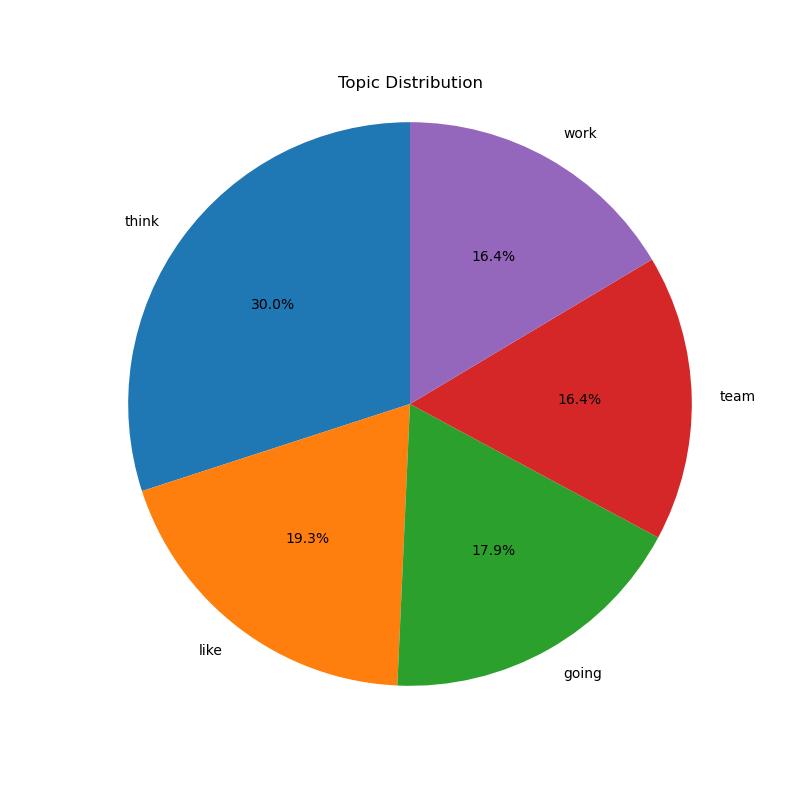 Topic Distribution
work
think
16.4%
30.0%
team
16.4%
19.3%
17.9%
like
going